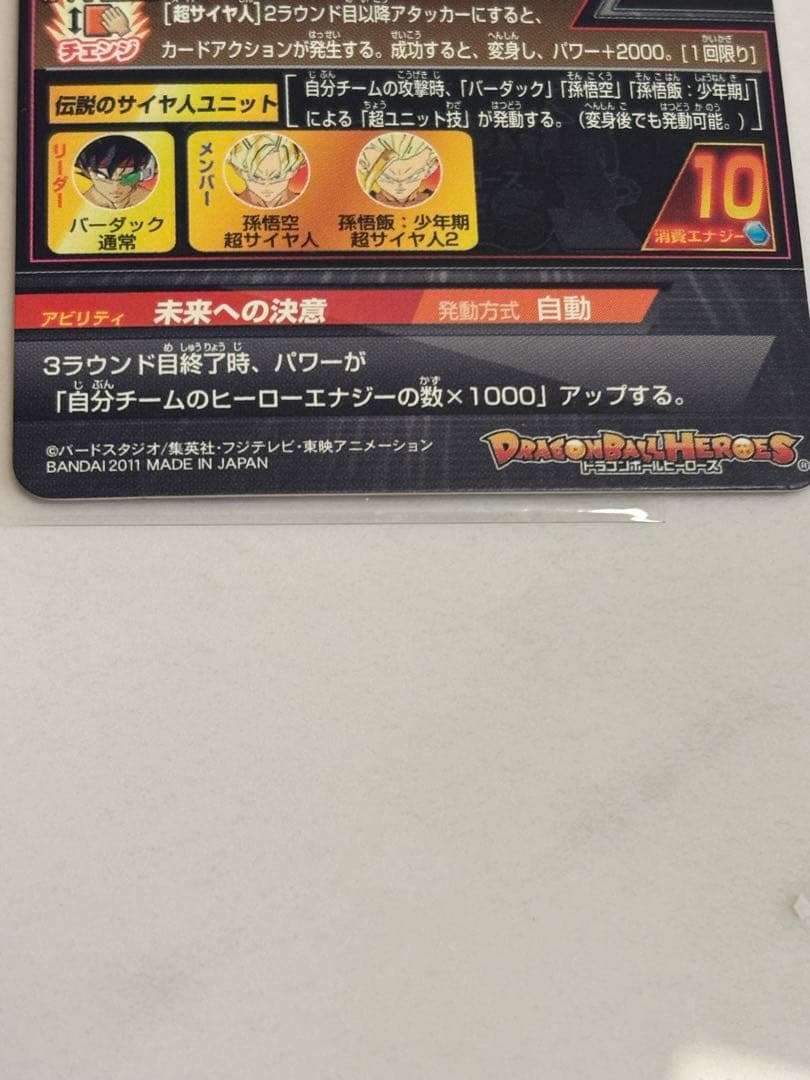 [超サイヤ人]2ラウンド目以降アタッカーにすると、
チェンジ
カードアクションが発生する。成功すると、変身し、パワー+2000。[1回限り]
伝説のサイヤ人ユニット
自分チームの攻撃時、「バーダック」「孫悟空」「孫悟飯：少年期」
による「超ユニット技」が発動する。（変身後でも発動可能。）
リーダー
バーダック
通常
メンバー
孫悟空
超サイヤ人
孫悟飯：少年期
超サイヤ人2
10
消費エナジー
アビリティ 未来への決意 発動方式 自動
3ラウンド目終了時、パワーが
「自分チームのヒーローエナジーの数×1000」アップする。
©バードスタジオ/集英社・フジテレビ・東映アニメーション
BANDAI 2011 MADE IN JAPAN
DRAGONBALL HEROES
ドラゴンボールヒーローズ
®